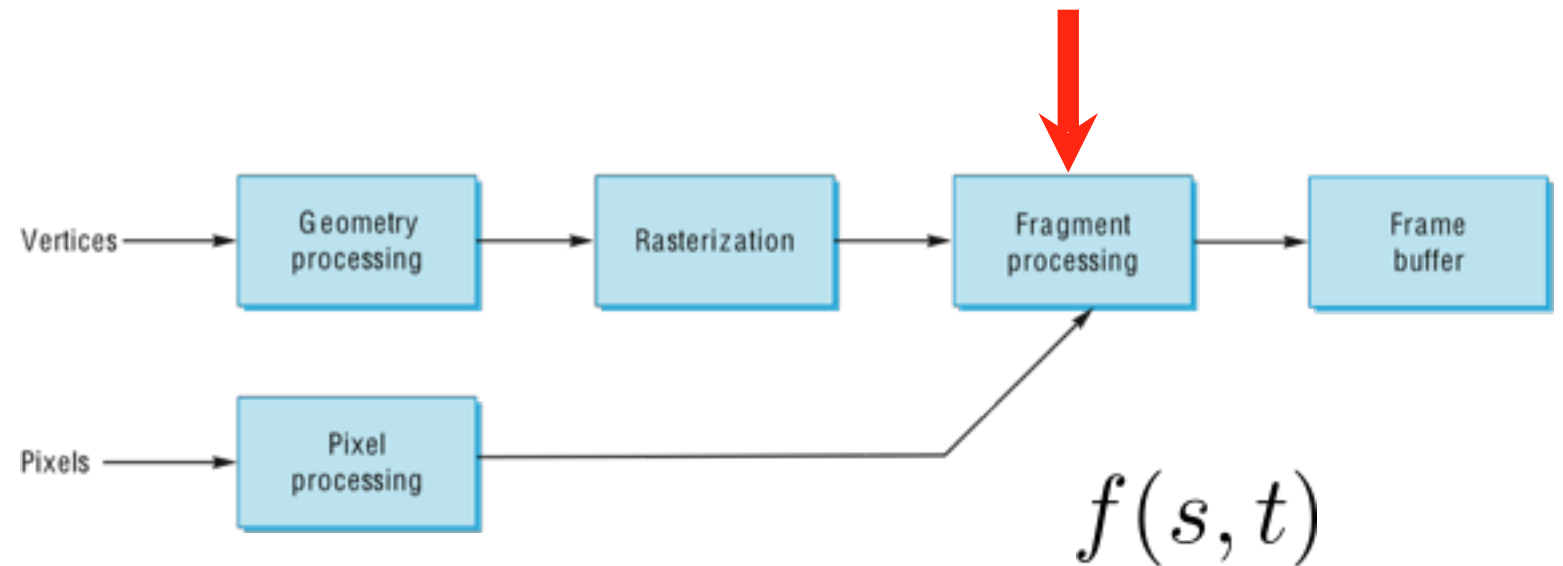 Vertices
Geometry
processing
Rasterization
Fragment
processing
Frame
buffer
Pixels
Pixel
processing
f(s, t)